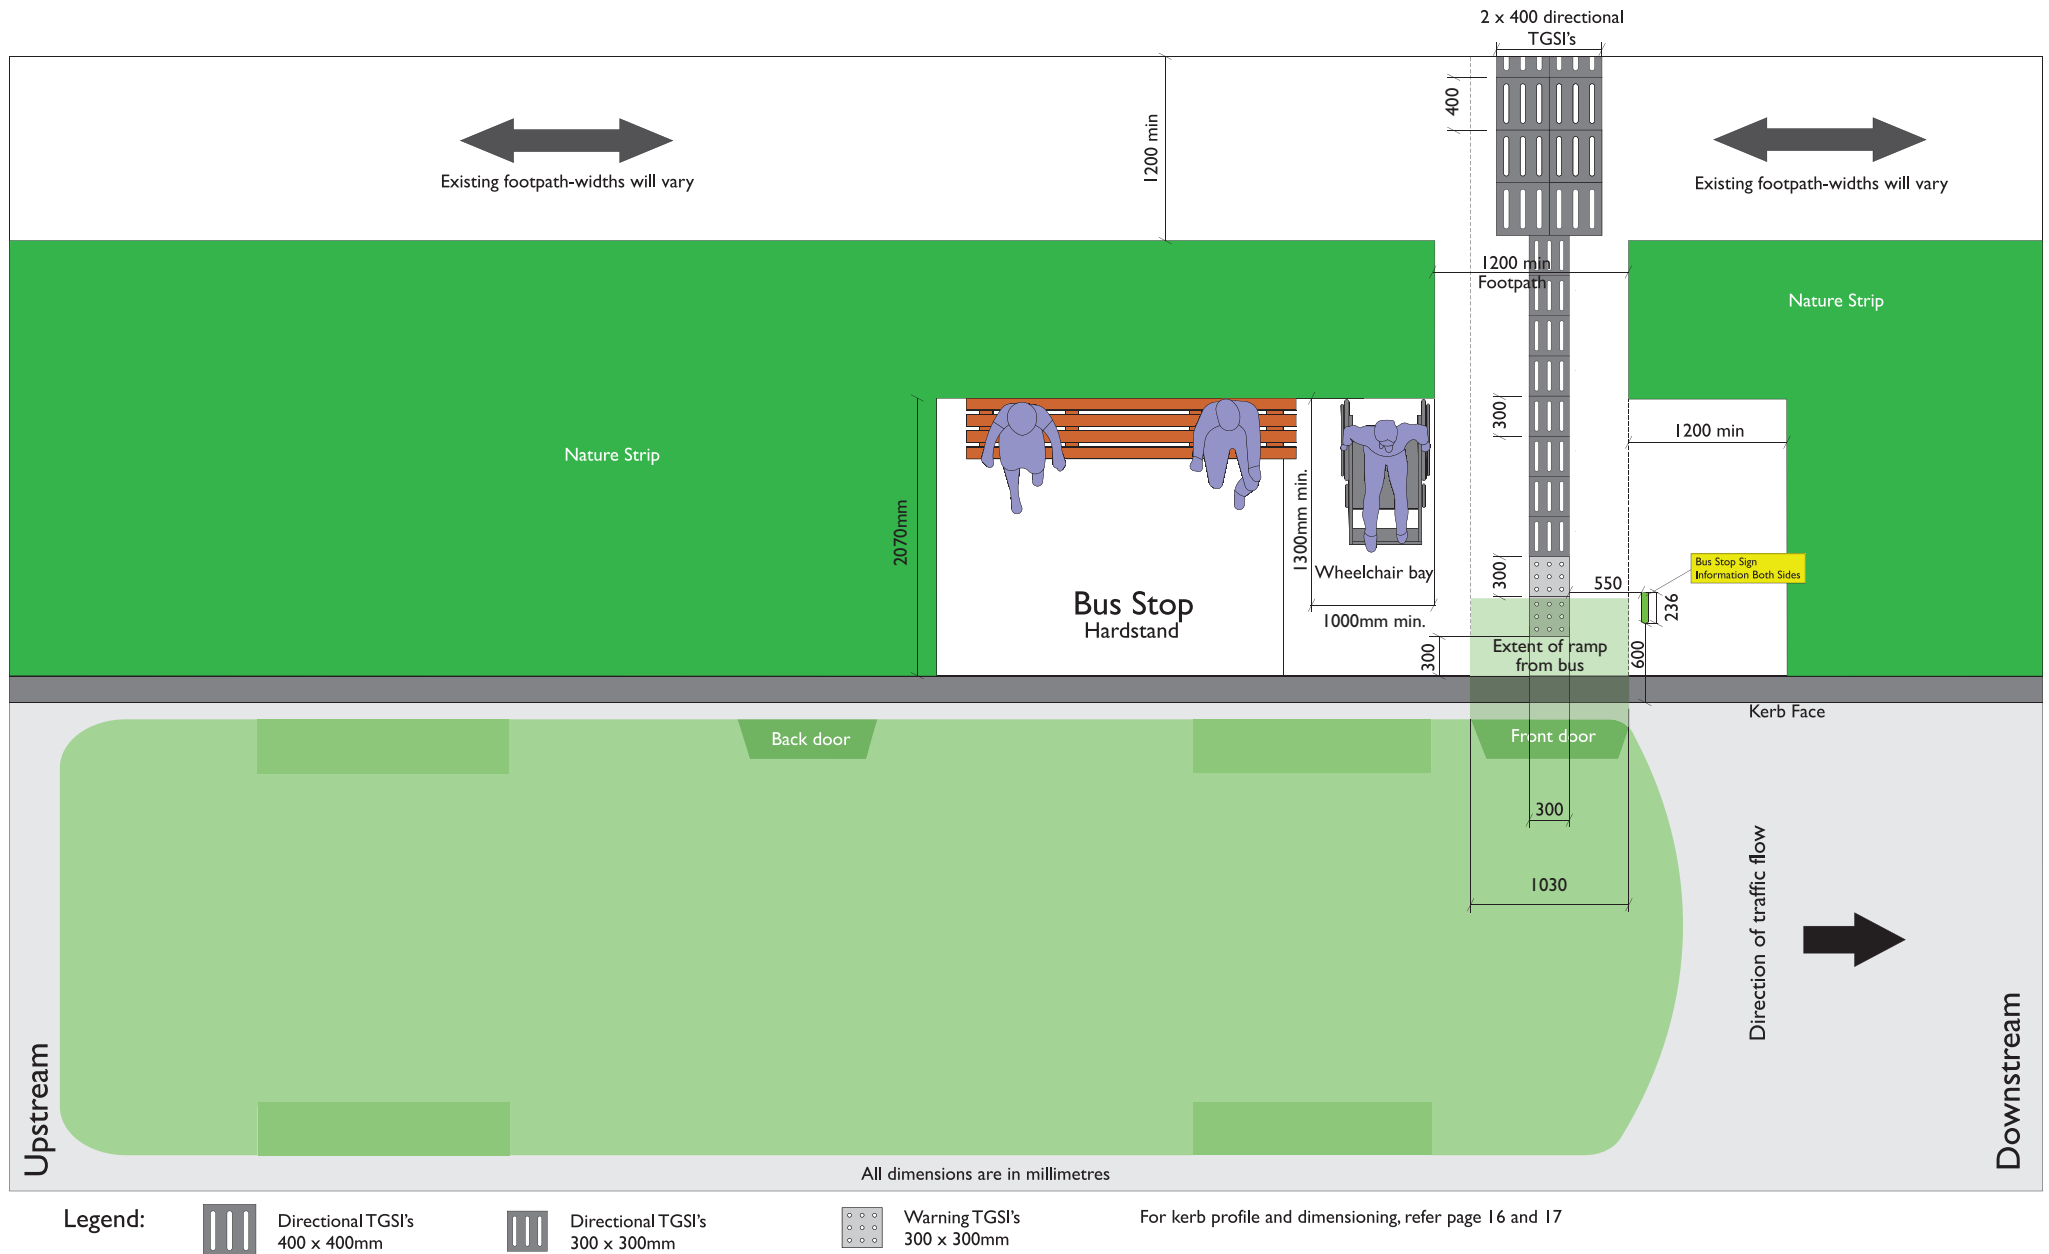 2 x 400 directional
TGSI's
400
1200 min
Existing footpath-widths will vary
Existing footpath-widths will vary
1200 min
Footpath
Nature Strip
Nature Strip
300
1200 min
2070mm
1300mm min.
Wheelchair bay
300
Bus Stop Sign
Information Both Sides
550
236
Bus Stop
Hardstand
1000mm min.
300
Extent of ramp
from bus
600
Kerb Face
Back door
Front door
300
1030
Direction of traffic flow
Upstream
Downstream
All dimensions are in millimetres
Legend:
Directional TGSI's
400 x 400mm
Directional TGSI's
300 x 300mm
Warning TGSI's
300 x 300mm
For kerb profile and dimensioning, refer page 16 and 17